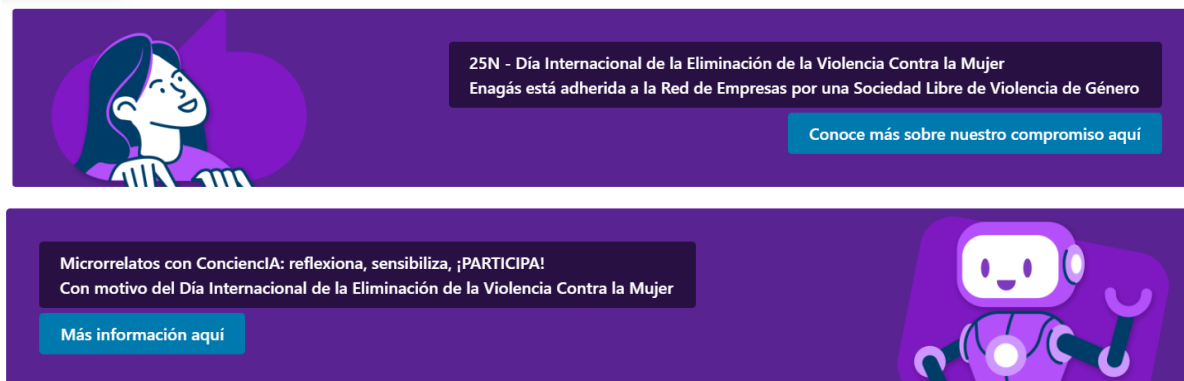 25N - Día Internacional de la Eliminación de la Violencia Contra la Mujer
Enagás está adherida a la Red de Empresas por una Sociedad Libre de Violencia de Género
Conoce más sobre nuestro compromiso aquí
Microrrelatos con ConciencIA: reflexiona, sensibiliza, ¡PARTICIPA!
Con motivo del Día Internacional de la Eliminación de la Violencia Contra la Mujer
Más información aquí